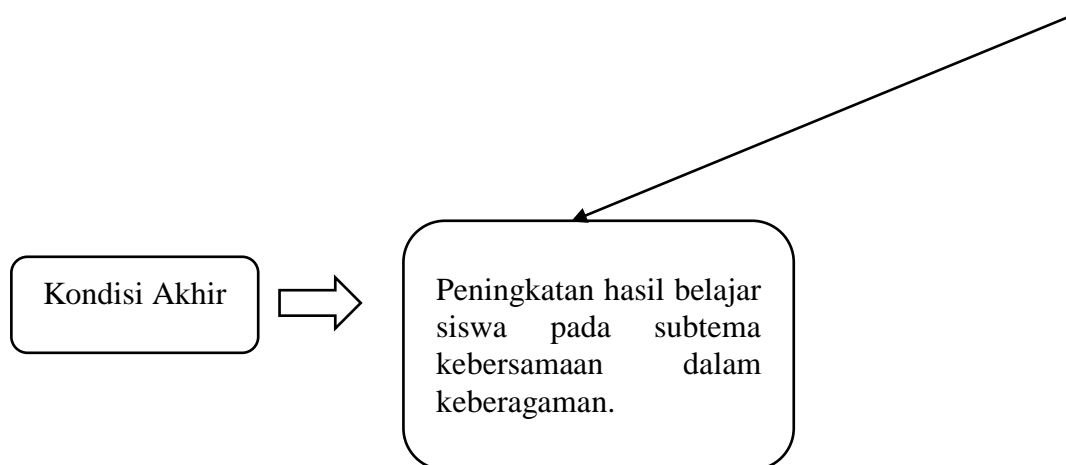 Kondisi Akhir
Peningkatan hasil belajar
siswa pada subtema
kebersamaan dalam
keberagaman.